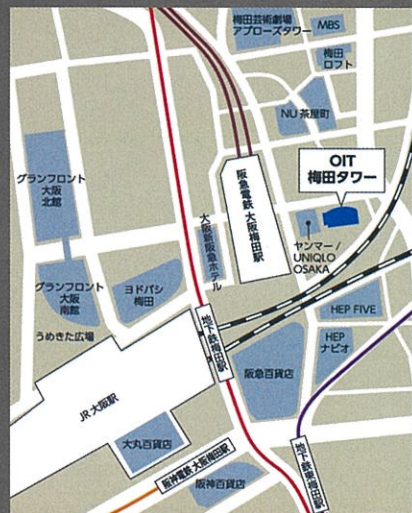 梅田芸術劇場
アプローズタワー
MBS
梅田
ロフト
NU 茶屋町
OIT
梅田タワー
グランフロント
大阪
北館
阪急電鉄 大阪梅田駅
大阪新阪急ホテル
ヤンマー /
UNIQLO
OSAKA
グランフロント
大阪
南館
ヨドバシ
梅田
うめきた広場
地下鉄梅田駅
HEP FIVE
HEP
ナビオ
阪急百貨店
JR 大阪駅
大丸百貨店
阪神電鉄 大阪梅田駅
地下鉄東梅田駅
阪神百貨店